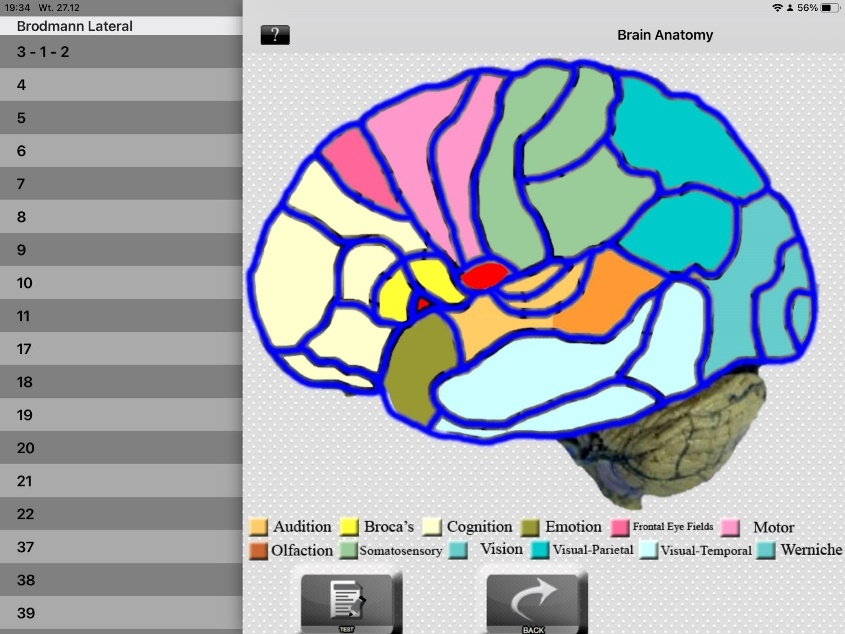 19:34 Wt. 27.12
56%
Brodmann Lateral
3 - 1 - 2
4
5
6
7
8
9
10
11
17
18
19
20
21
22
37
38
39
?
Brain Anatomy
Audition Broca's Cognition Emotion Frontal Eye Fields Motor
Olfaction Somatosensory Vision Visual-Parietal Visual-Temporal Werniche
TEST
BACK